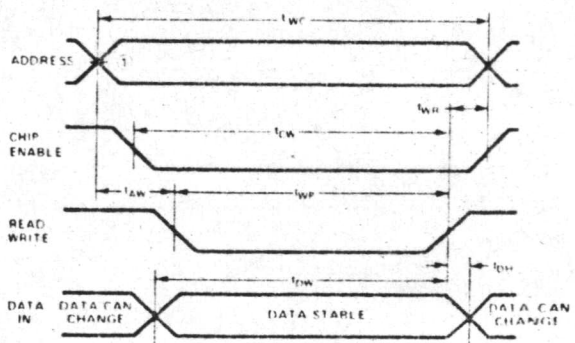 tWC
ADDRESS
①
tWR
CHIP
ENABLE
tCW
tAW
tWP
READ
WRITE
tDH
tDW
DATA
IN
DATA CAN
CHANGE
DATA STABLE
DATA CAN
CHANGE